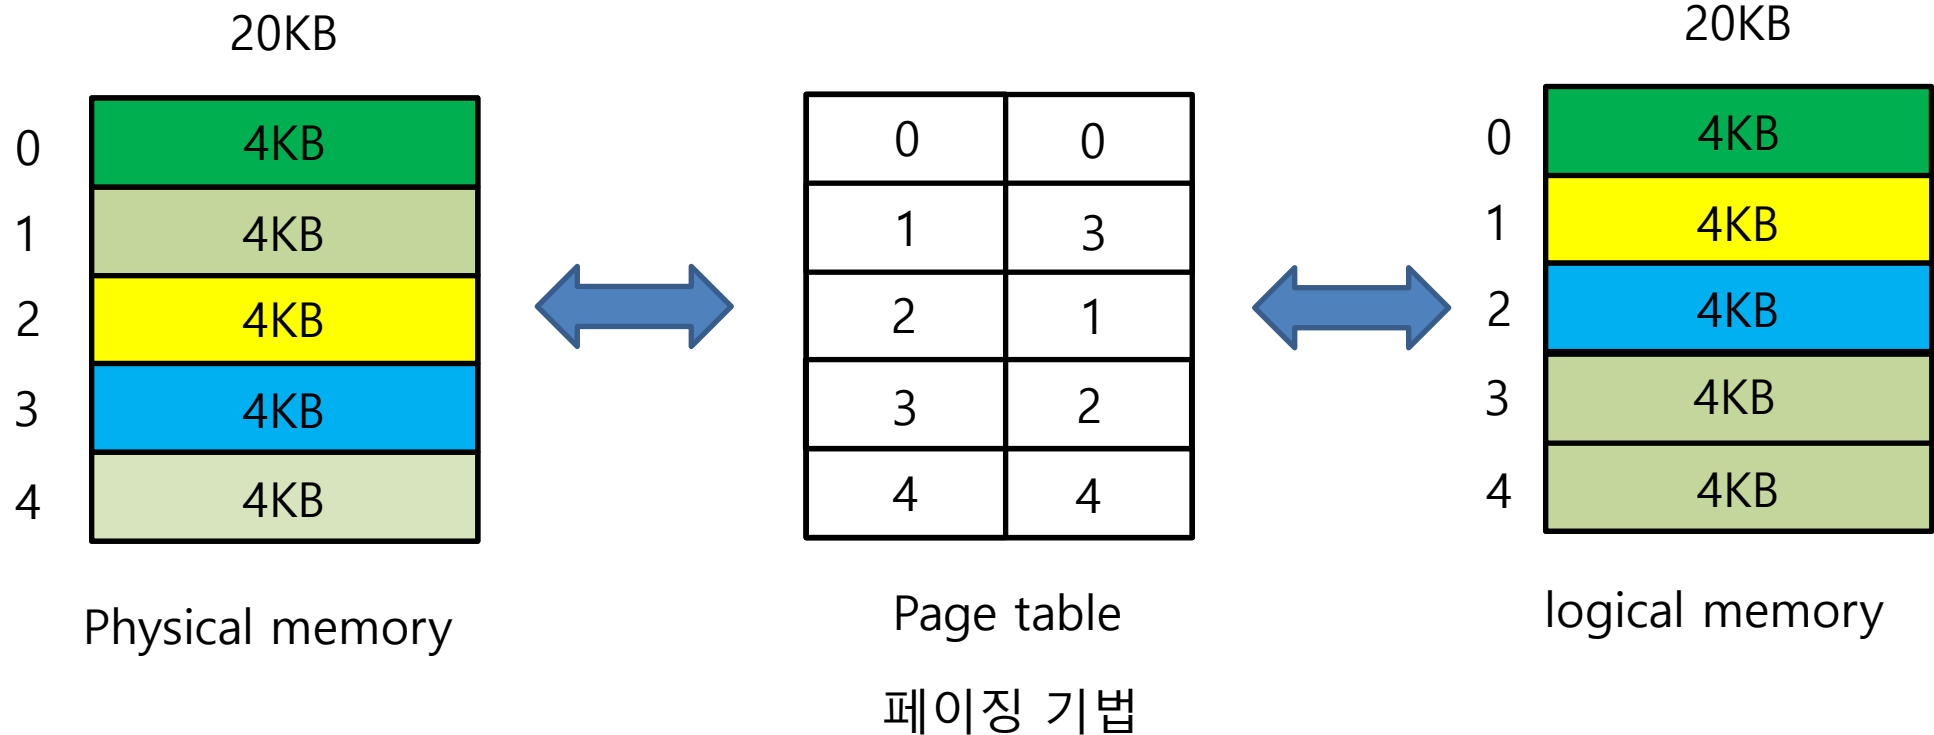 20KB
0 4KB
1 4KB
2 4KB
3 4KB
4 4KB
Physical memory
0 0
1 3
2 1
3 2
4 4
Page table
20KB
0 4KB
1 4KB
2 4KB
3 4KB
4 4KB
logical memory
페이징 기법